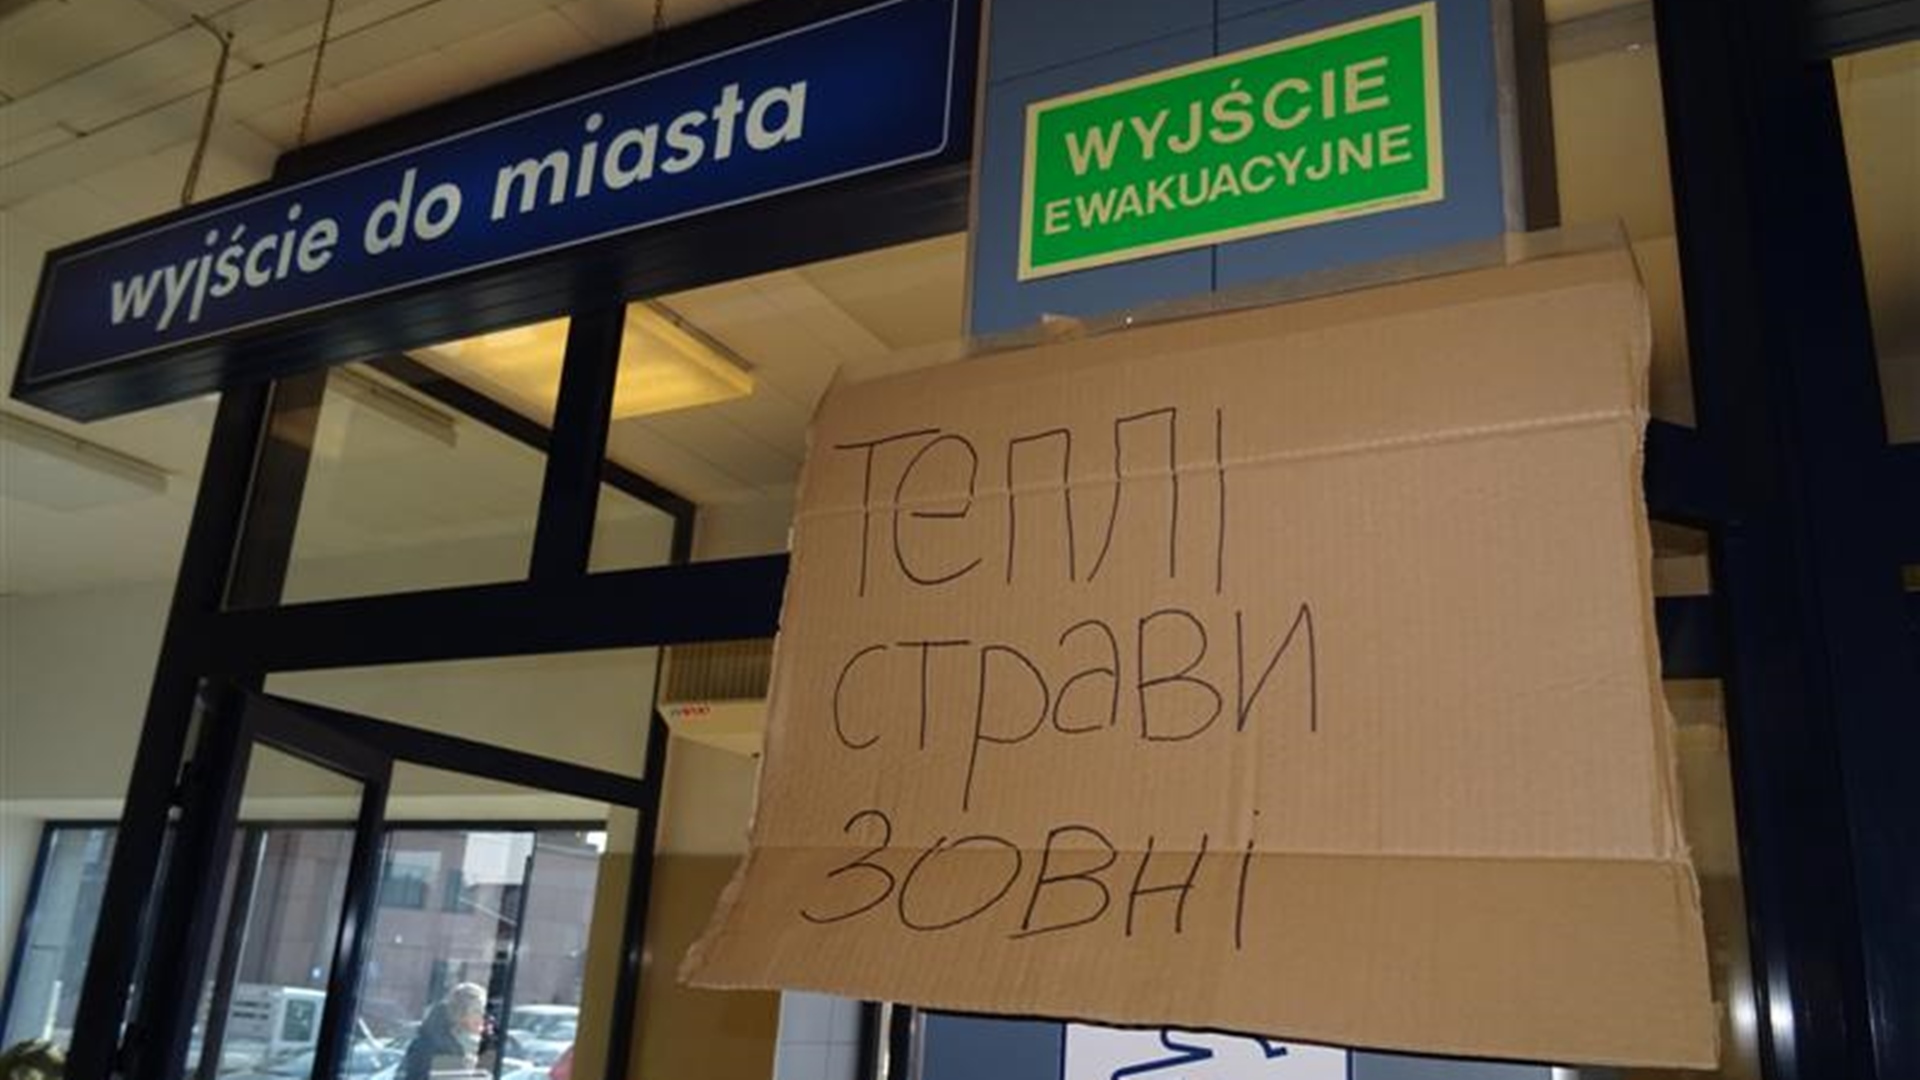 wyjście do miasta
WYJŚCIE
EWAKUACYJNE
теплі
страви
зовні